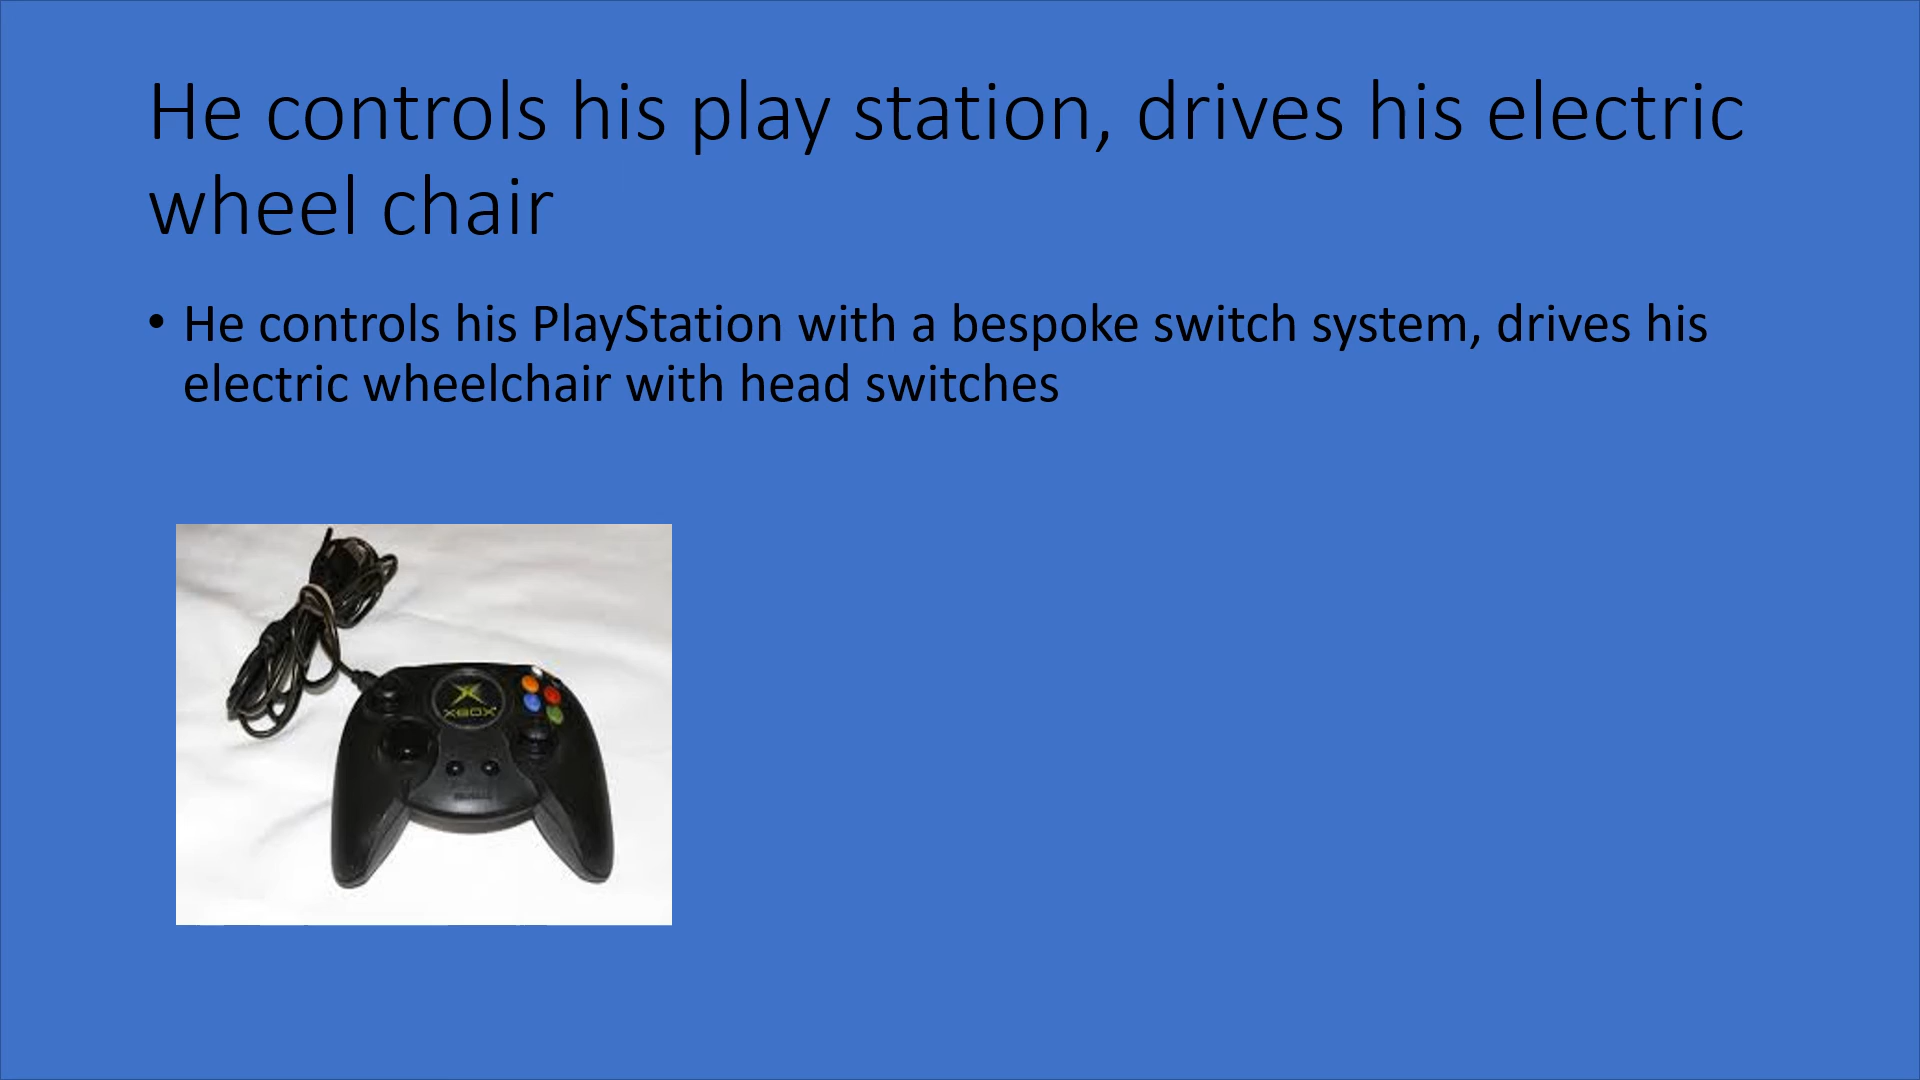 He controls his play station, drives his electric
wheel chair
• He controls his PlayStation with a bespoke switch system, drives his
electric wheelchair with head switches
XBOX